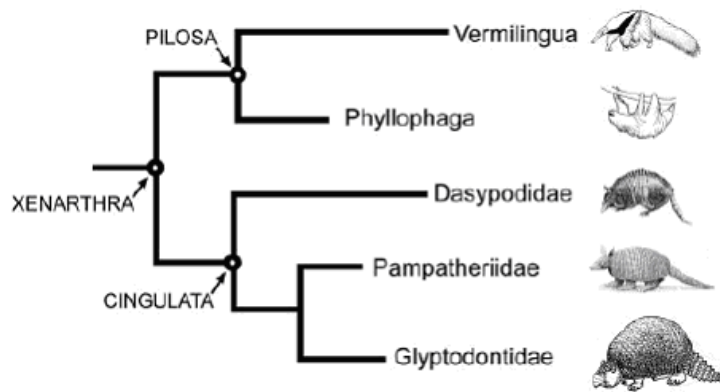 PILOSA
Vermilingua
Phyllophaga
XENARTHRA
Dasypodidae
Pampatheriidae
CINGULATA
Glyptodontidae